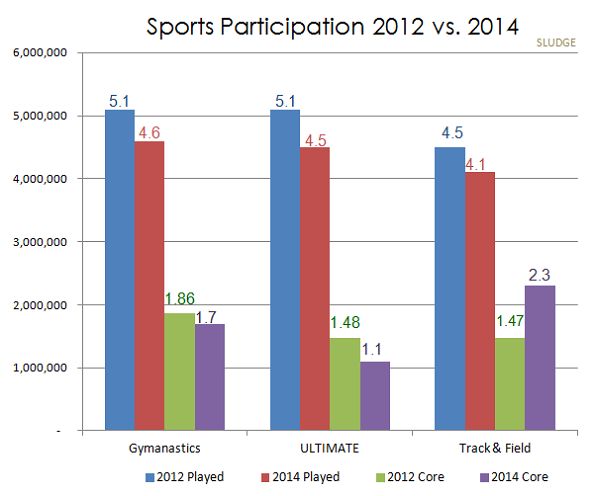 Sports Participation 2012 vs. 2014
SLUDGE
6,000,000
5,000,000
4,000,000
3,000,000
2,000,000
1,000,000
-
5.1
4.6
1.86
1.7
5.1
4.5
1.48
1.1
4.5
4.1
1.47
2.3
Gymanastics
ULTIMATE
Track & Field
2012 Played
2014 Played
2012 Core
2014 Core